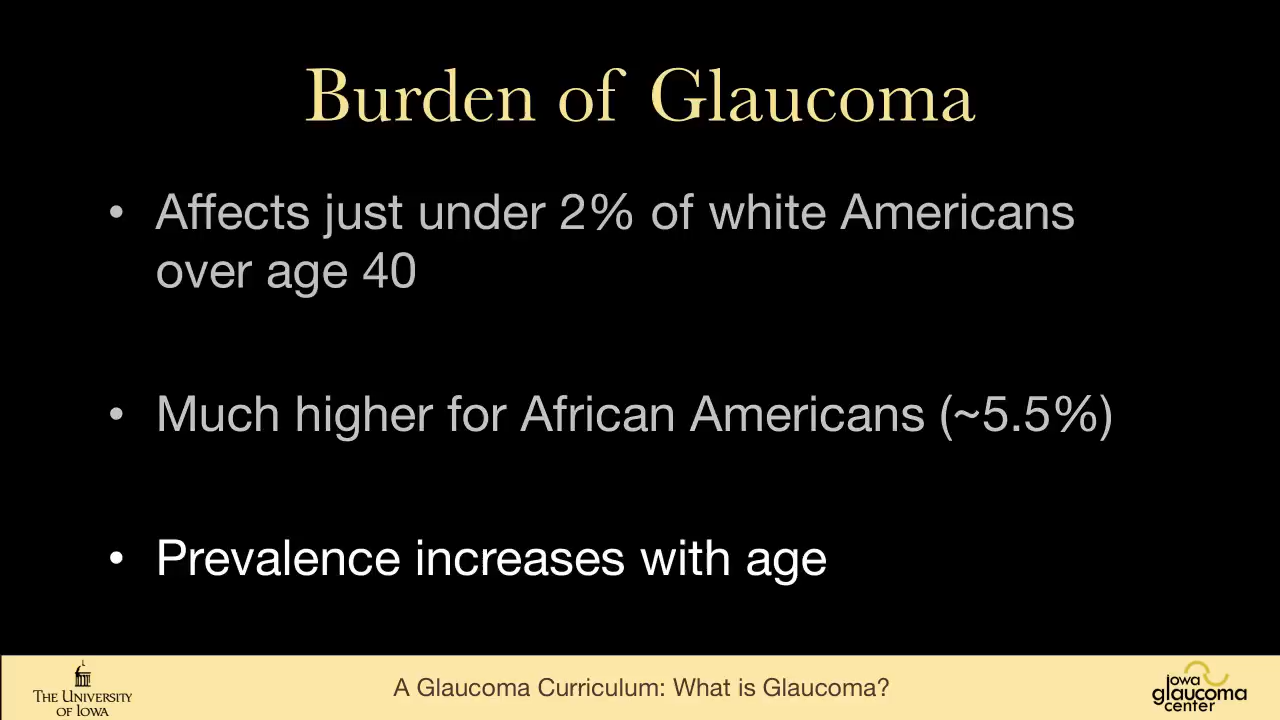 Burden of Glaucoma
• Affects just under 2% of white Americans
over age 40
• Much higher for African Americans (~5.5%)
• Prevalence increases with age
THE UNIVERSITY
OF IOWA
A Glaucoma Curriculum: What is Glaucoma?
iowa
glaucoma
center